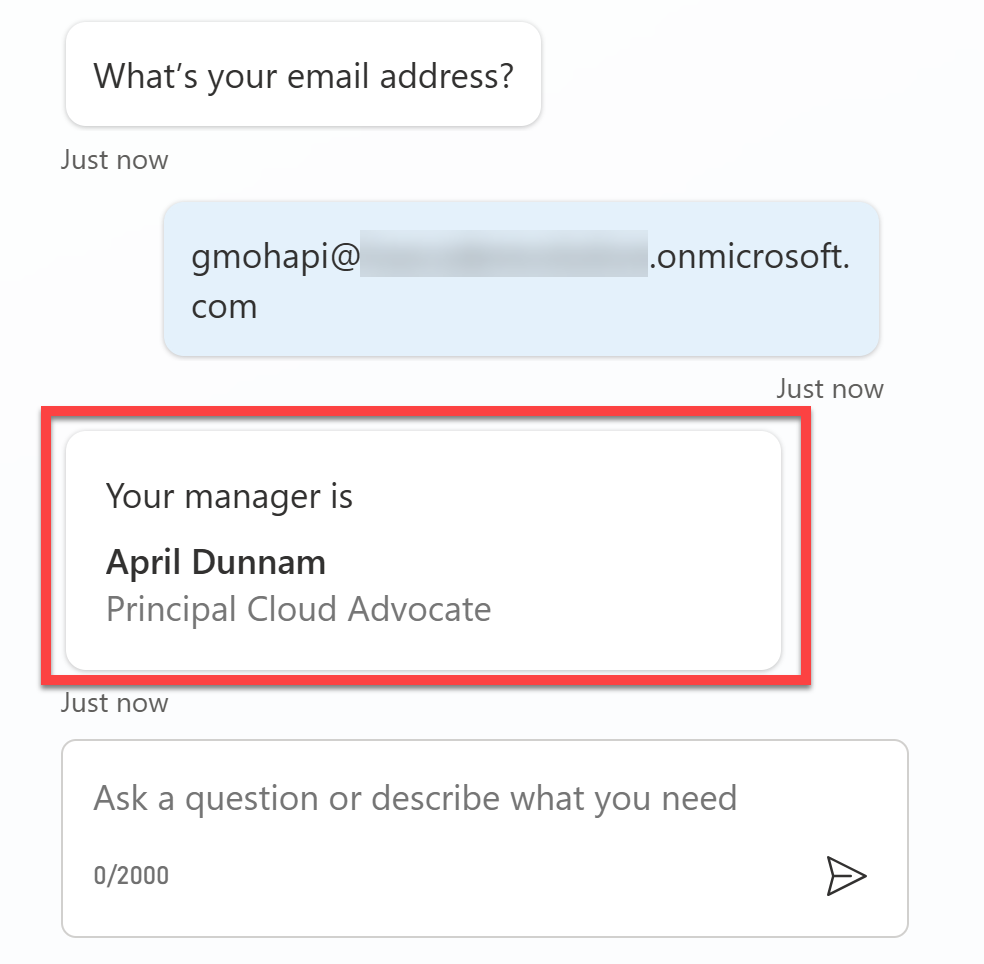 What's your email address?
Just now
gmohapi@ .onmicrosoft.
com
Just now
Your manager is
April Dunnam
Principal Cloud Advocate
Just now
Ask a question or describe what you need
0/2000